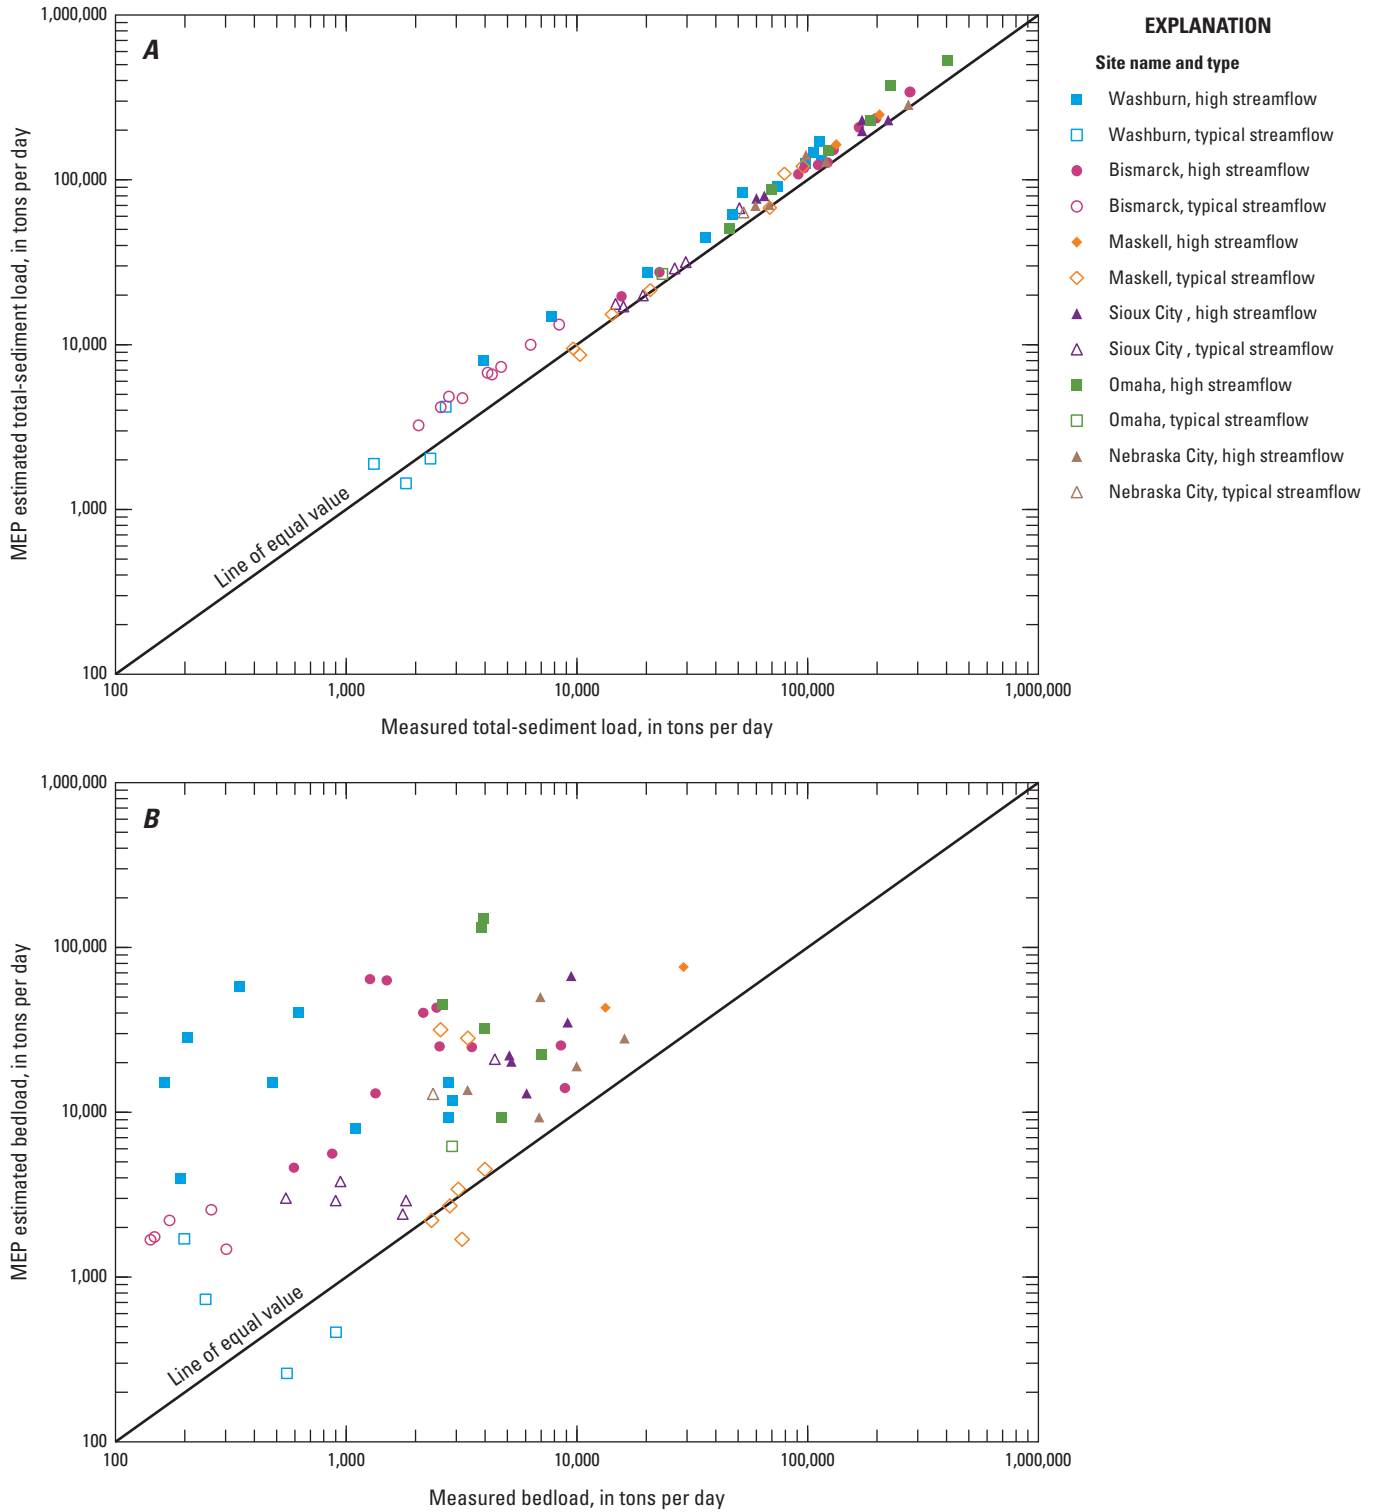 A
1,000,000
100,000
10,000
1,000
100
MEP estimated total-sediment load, in tons per day
Line of equal value
100
1,000
10,000
100,000
1,000,000
Measured total-sediment load, in tons per day
EXPLANATION
Site name and type
Washburn, high streamflow
Washburn, typical streamflow
Bismarck, high streamflow
Bismarck, typical streamflow
Maskell, high streamflow
Maskell, typical streamflow
Sioux City , high streamflow
Sioux City , typical streamflow
Omaha, high streamflow
Omaha, typical streamflow
Nebraska City, high streamflow
Nebraska City, typical streamflow
B
1,000,000
100,000
10,000
1,000
100
MEP estimated bedload, in tons per day
Line of equal value
100
1,000
10,000
100,000
1,000,000
Measured bedload, in tons per day